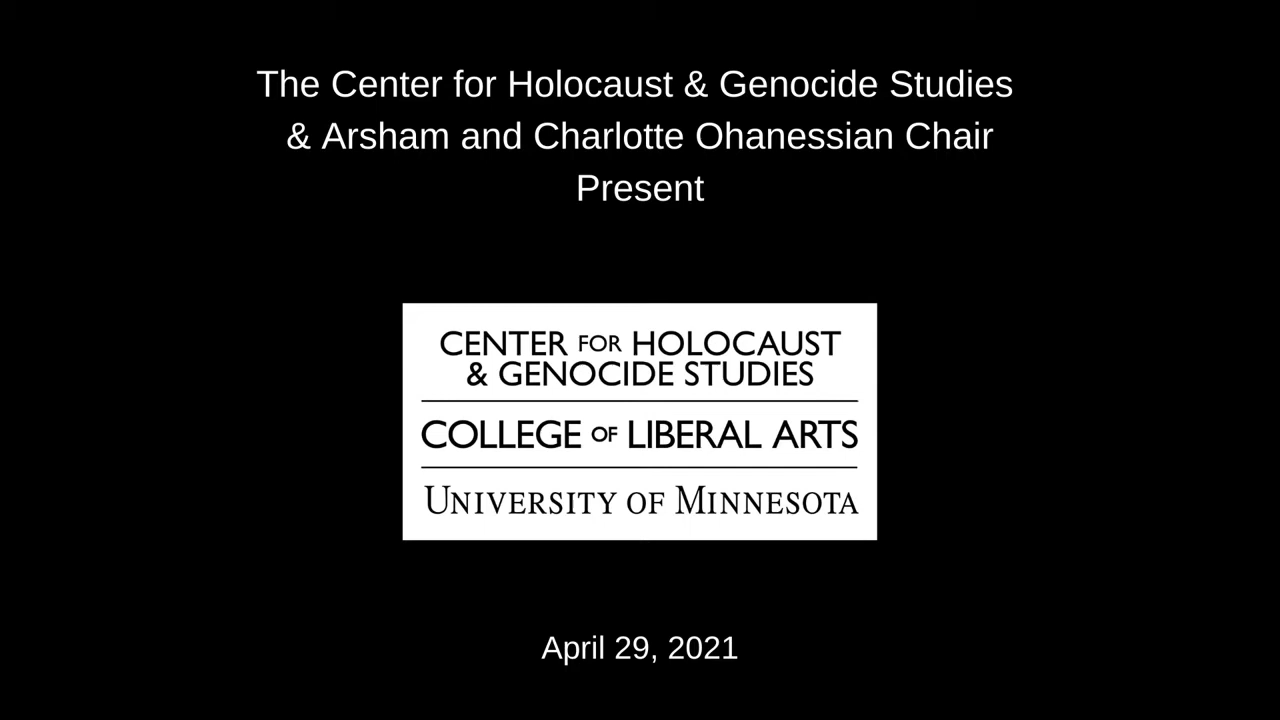 The Center for Holocaust & Genocide Studies
& Arsham and Charlotte Ohanessian Chair
Present
CENTER FOR HOLOCAUST
& GENOCIDE STUDIES
COLLEGE OF LIBERAL ARTS
UNIVERSITY OF MINNESOTA
April 29, 2021